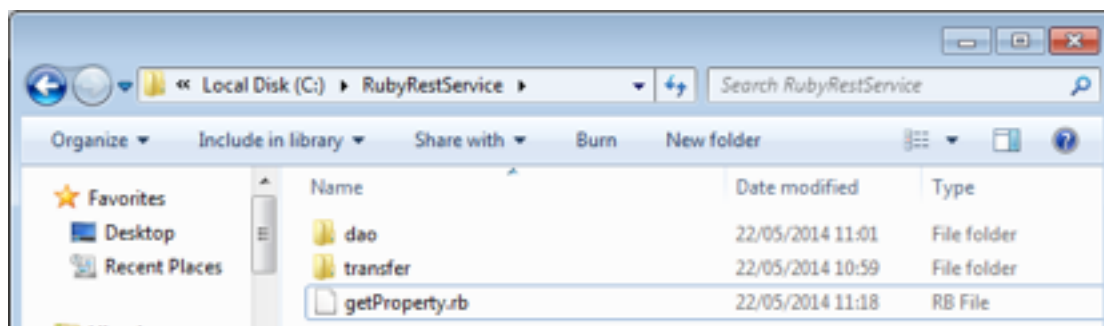 « Local Disk (C:) ▸ RubyRestService ▸ Search RubyRestService
Organize Include in library Share with Burn New folder
Favorites
Desktop
Recent Places
Name Date modified Type
dao 22/05/2014 11:01 File folder
transfer 22/05/2014 10:59 File folder
getProperty.rb 22/05/2014 11:18 RB File